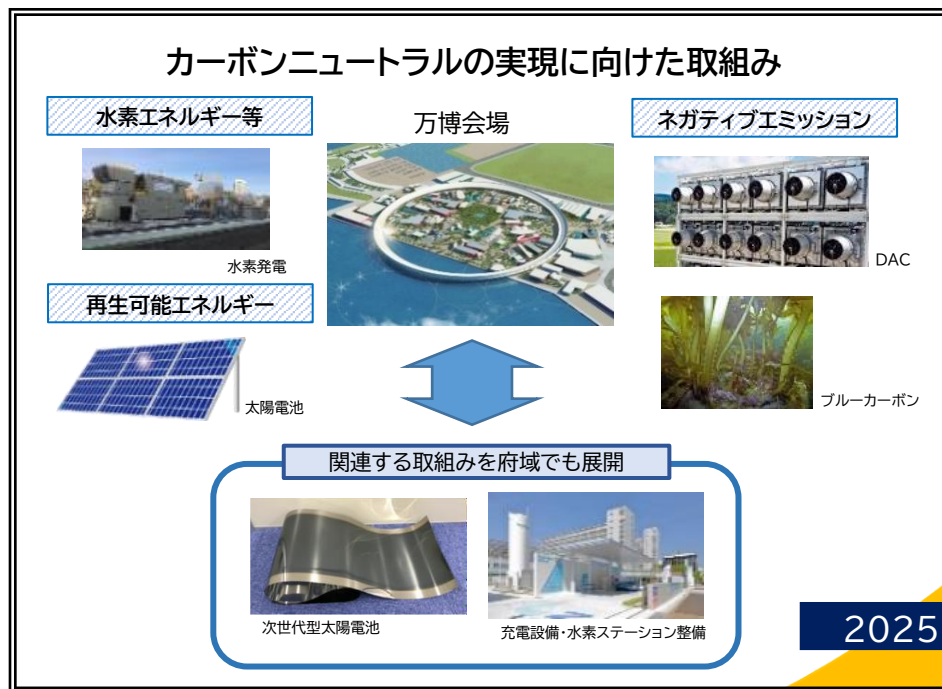 カーボンニュートラルの実現に向けた取組み
水素エネルギー等
万博会場
ネガティブエミッション
水素発電
DAC
再生可能エネルギー
太陽電池
ブルーカーボン
関連する取組みを府域でも展開
次世代型太陽電池
充電設備・水素ステーション整備
2025